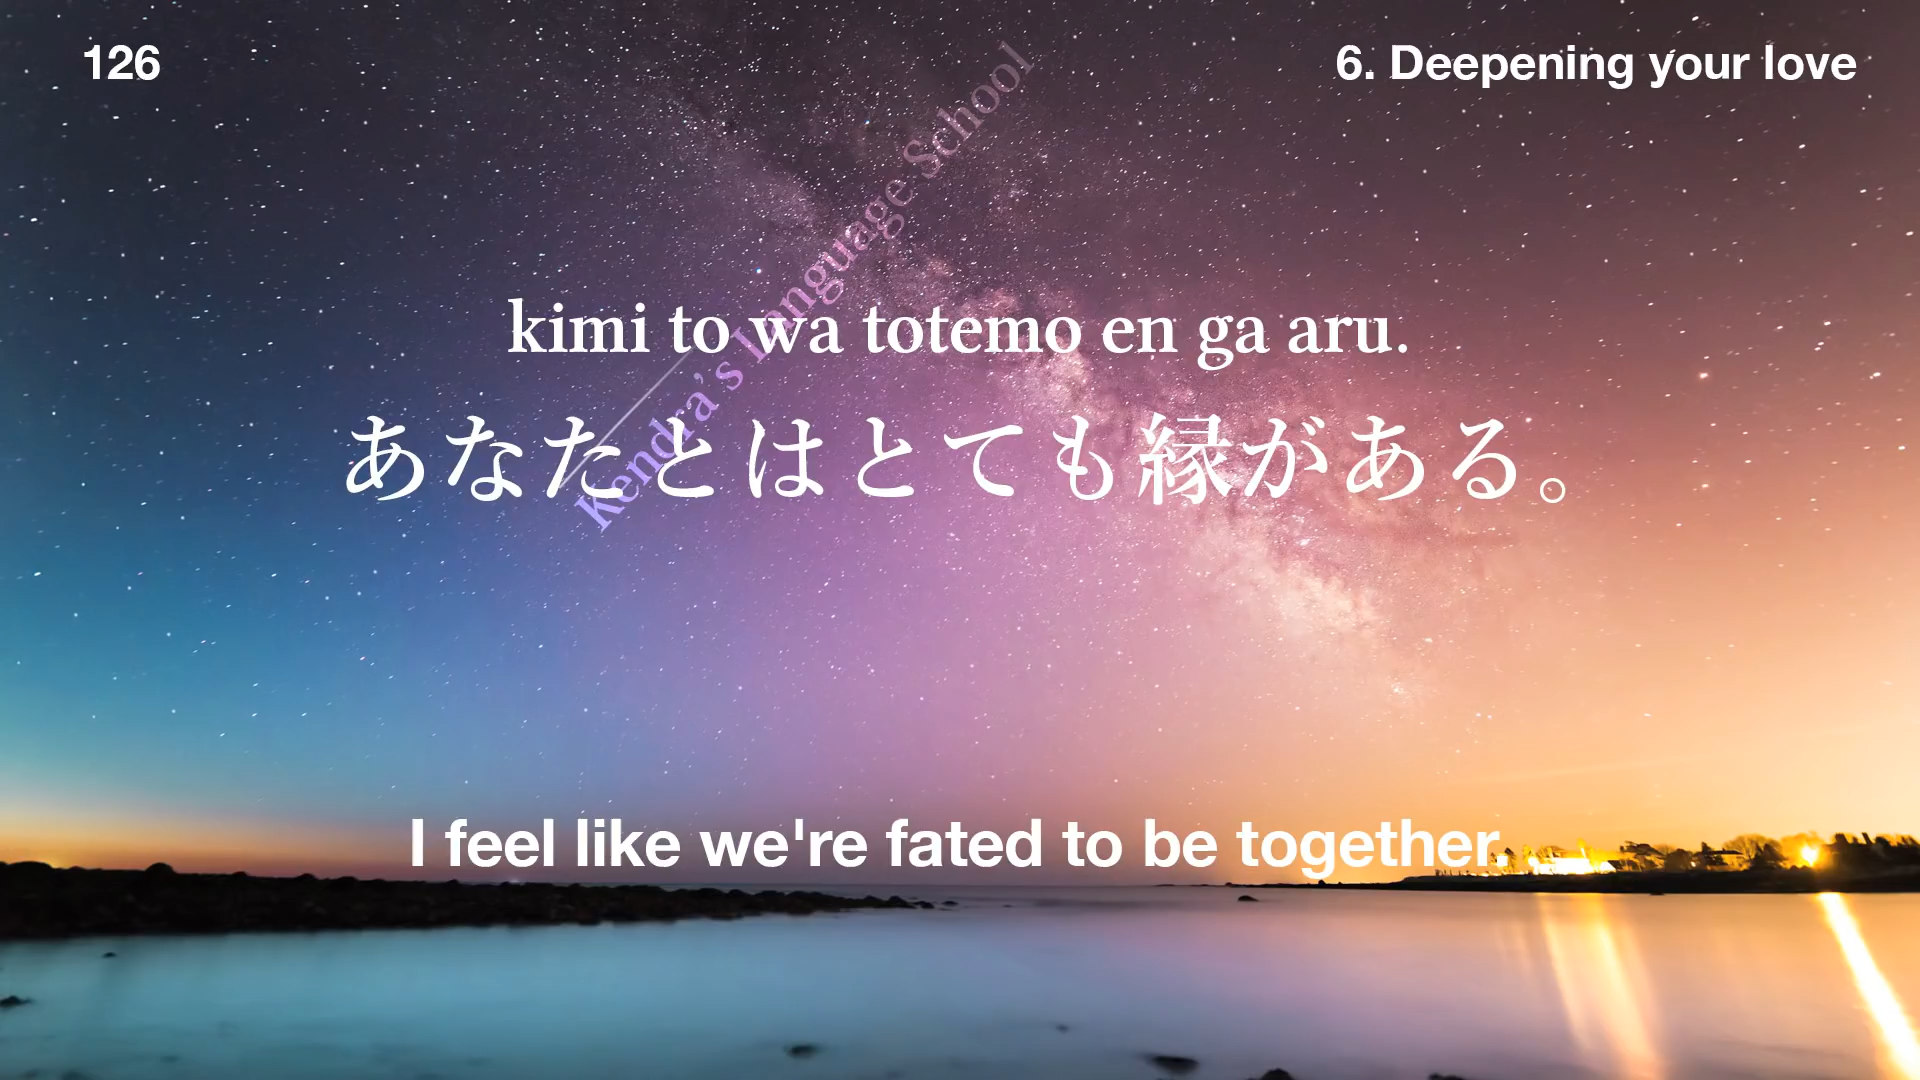 126
6. Deepening your love
Kendra's Language School
kimi to wa totemo en ga aru.
あなたとはとても縁がある。
I feel like we're fated to be together.